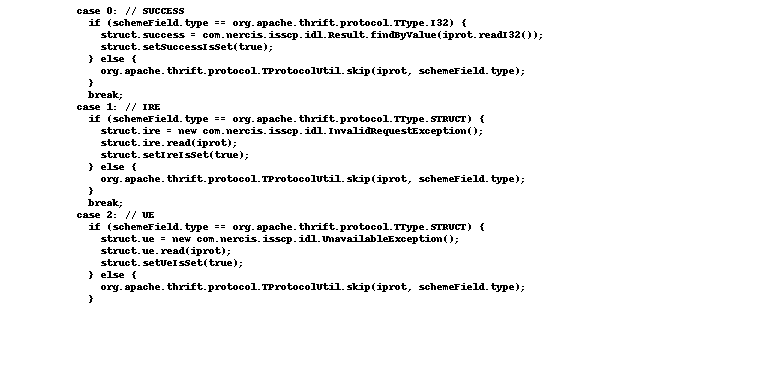 case 0: // SUCCESS
if (schemeField.type == org.apache.thrift.protocol.TType.I32) {
struct.success = com.nercis.isscp.idl.Result.findByValue(iprot.readI32());
struct.setSuccessIsSet(true);
} else {
org.apache.thrift.protocol.TProtocolUtil.skip(iprot, schemeField.type);
}
break;
case 1: // IRE
if (schemeField.type == org.apache.thrift.protocol.TType.STRUCT) {
struct.ire = new com.nercis.isscp.idl.InvalidRequestException();
struct.ire.read(iprot);
struct.setIreIsSet(true);
} else {
org.apache.thrift.protocol.TProtocolUtil.skip(iprot, schemeField.type);
}
break;
case 2: // UE
if (schemeField.type == org.apache.thrift.protocol.TType.STRUCT) {
struct.ue = new com.nercis.isscp.idl.UnavailableException();
struct.ue.read(iprot);
struct.setUeIsSet(true);
} else {
org.apache.thrift.protocol.TProtocolUtil.skip(iprot, schemeField.type);
}